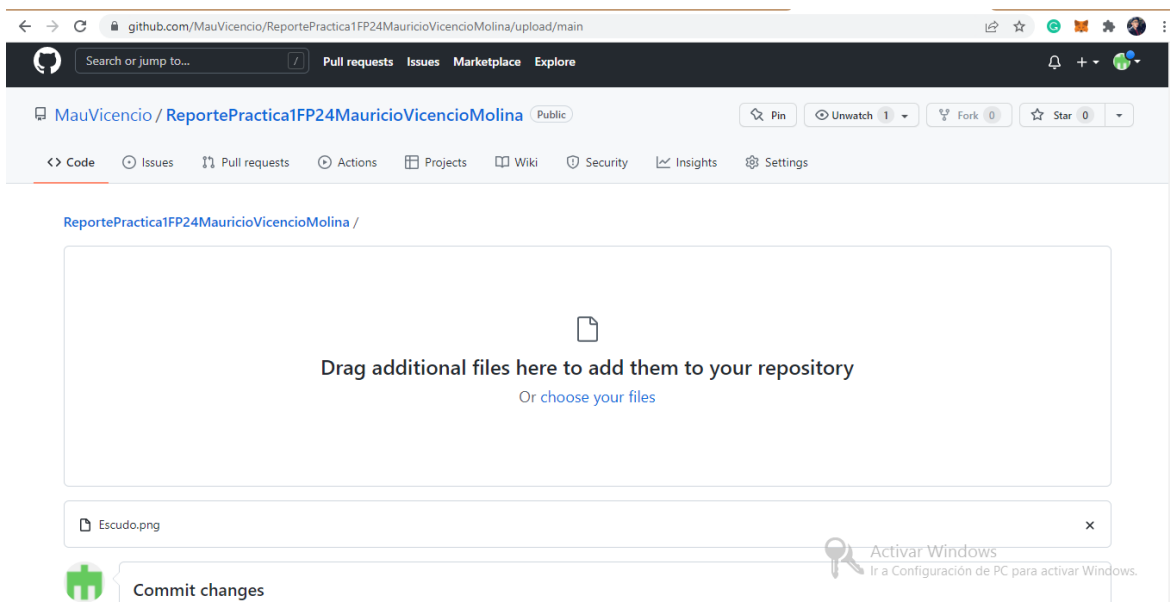 github.com/MauVicencio/ReportePractica1FP24MauricioVicencioMolina/upload/main
Search or jump to... / Pull requests Issues Marketplace Explore
MauVicencio / ReportePractica1FP24MauricioVicencioMolina Public Pin Unwatch 1 Fork 0 Star 0
Code Issues Pull requests Actions Projects Wiki Security Insights Settings
ReportePractica1FP24MauricioVicencioMolina /
Drag additional files here to add them to your repository
Or choose your files
Escudo.png
Activar Windows
Ir a Configuración de PC para activar Windows.
Commit changes